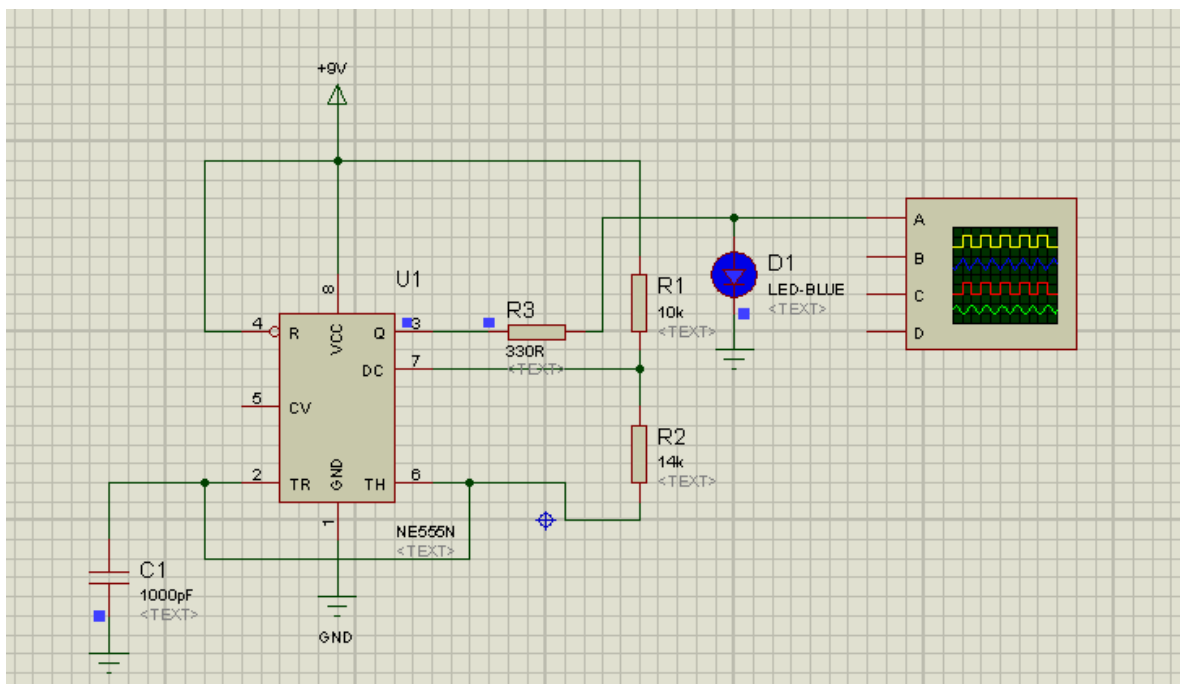 +9V
U1
8
VCC
4
R
Q
3
R3
330R
<TEXT>
DC
7
5
CV
2
TR
GND
TH
6
1
NE555N
<TEXT>
GND
C1
1000pF
<TEXT>
R1
10k
<TEXT>
R2
14k
<TEXT>
D1
LED-BLUE
<TEXT>
A
B
C
D